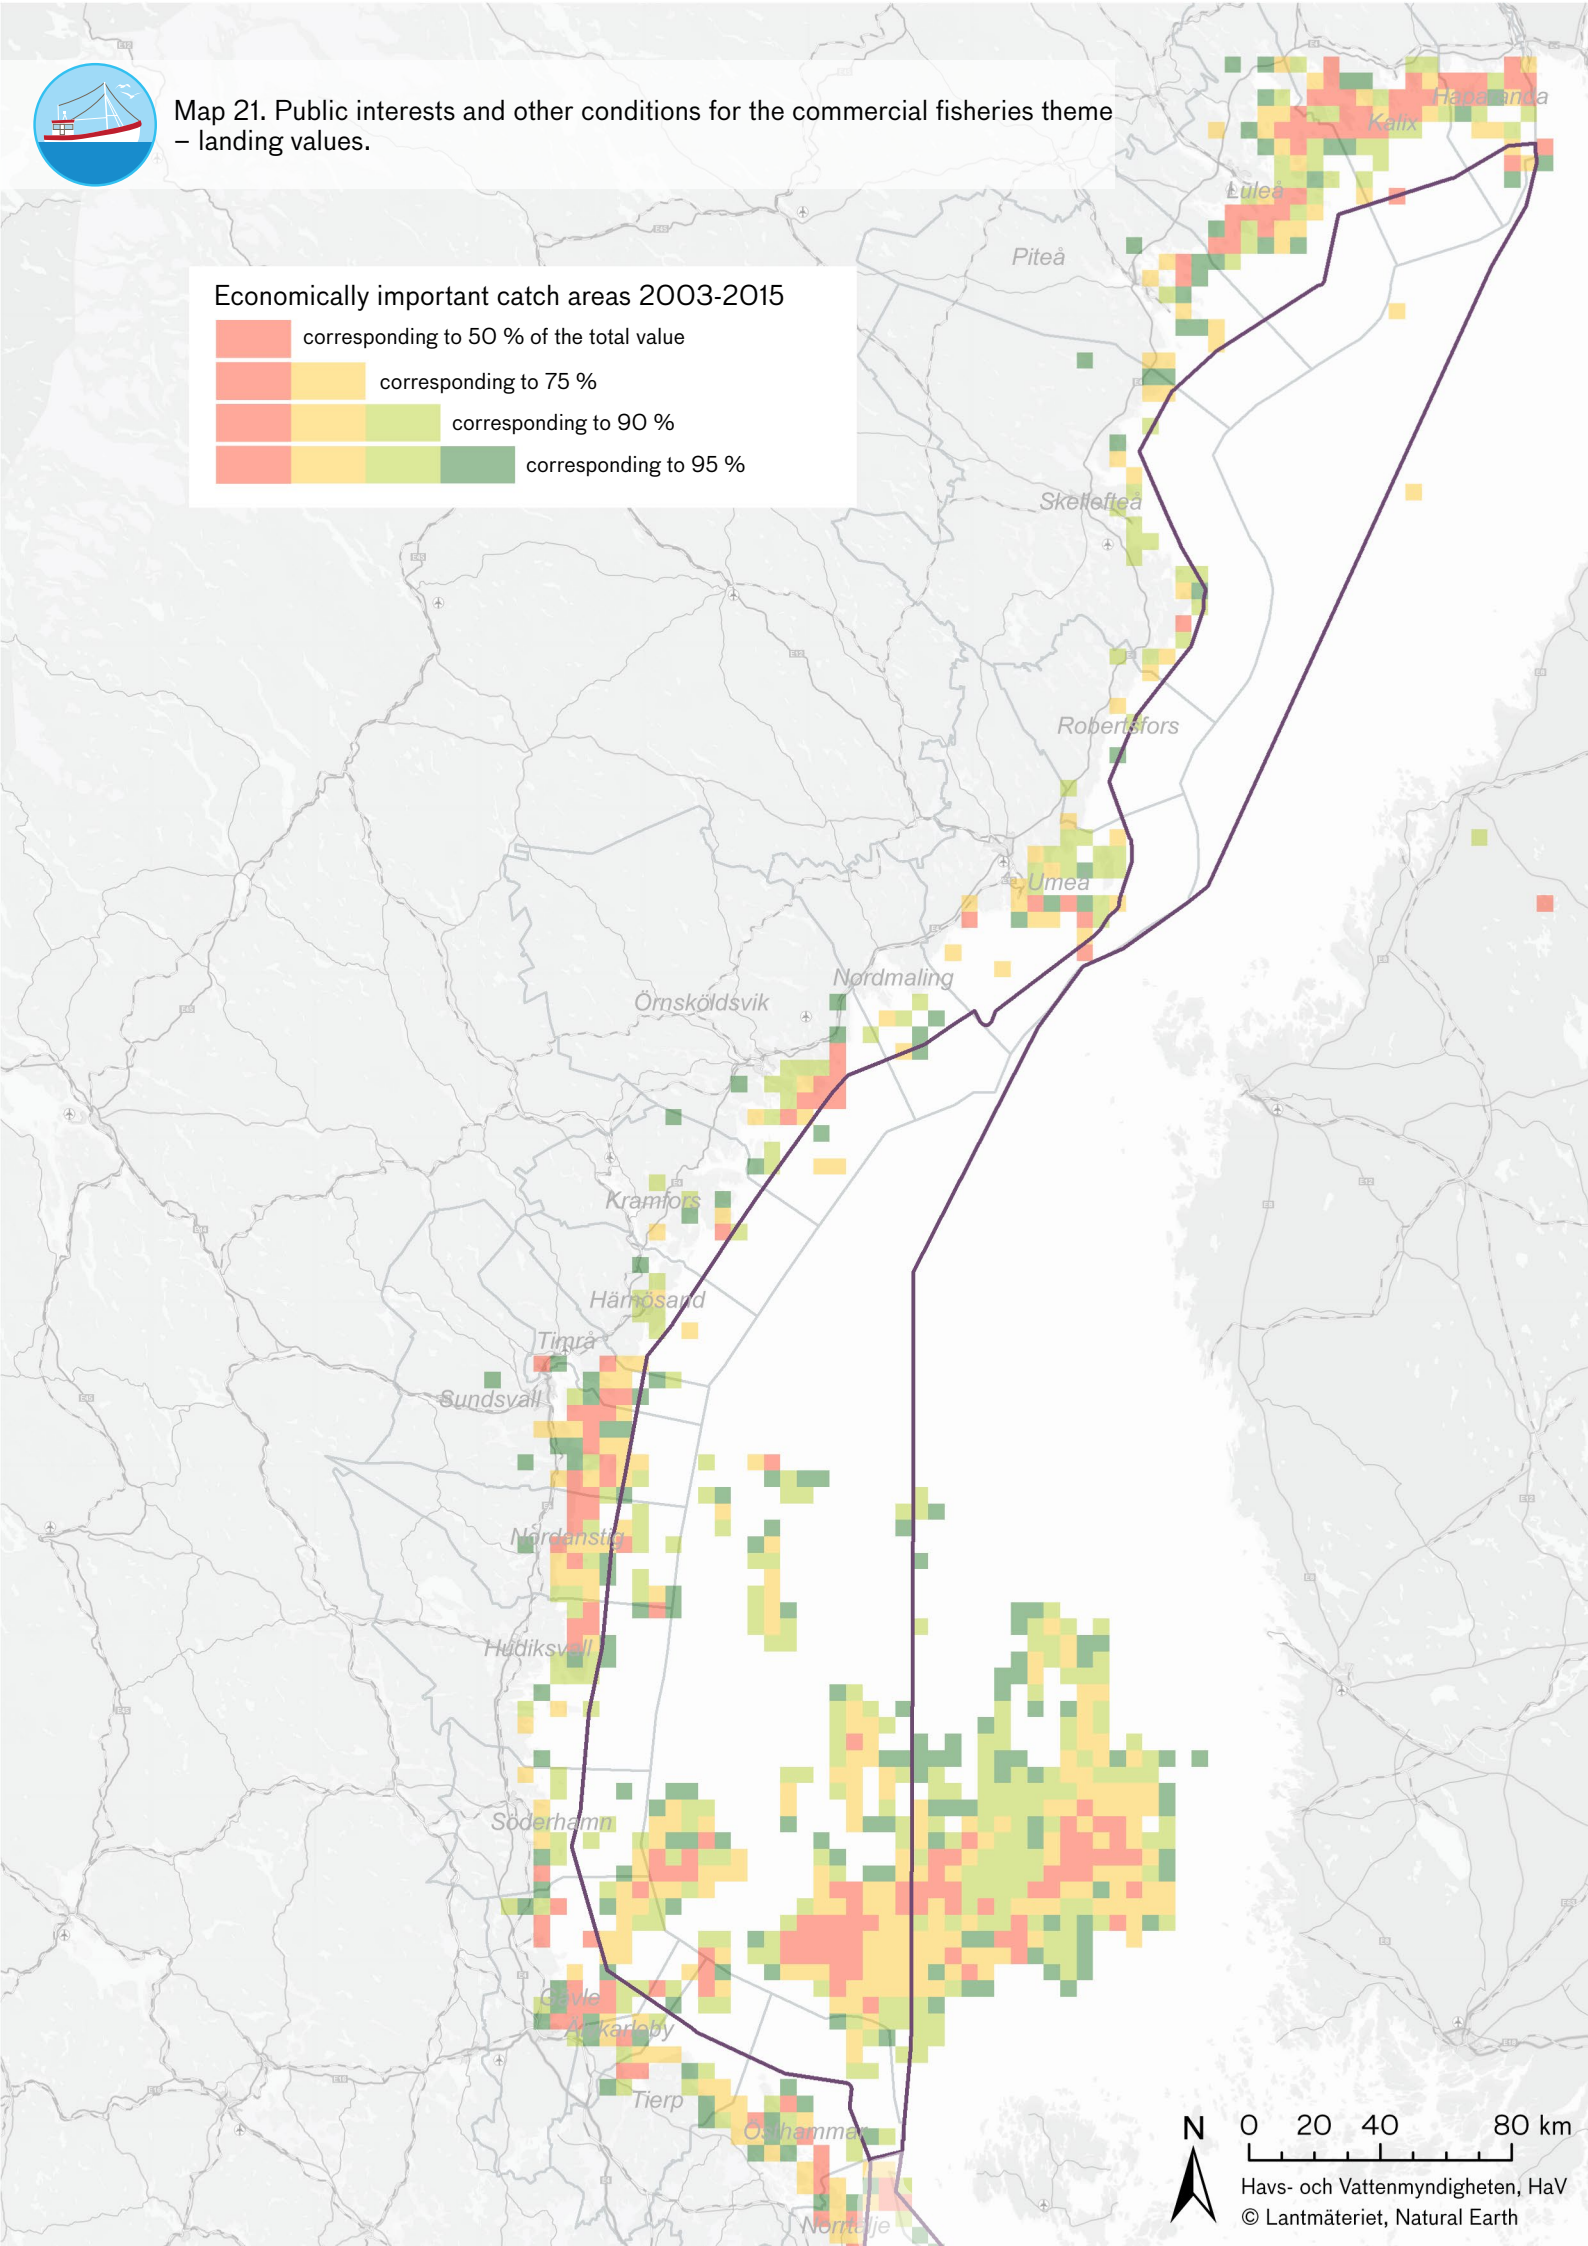 Map 21. Public interests and other conditions for the commercial fisheries theme
– landing values.
Economically important catch areas 2003-2015
corresponding to 50 % of the total value
corresponding to 75 %
corresponding to 90 %
corresponding to 95 %
Haparanda
Kalix
Luleå
Piteå
Skellefteå
Robertsfors
Umeå
Nordmaling
Örnsköldsvik
Kramfors
Härnösand
Timrå
Sundsvall
Nordanstig
Hudiksvall
Söderhamn
Gävle
Älvkarleby
Tierp
Östhammar
Norrtälje
N 0 20 40 80 km
Havs- och Vattenmyndigheten, HaV
© Lantmäteriet, Natural Earth